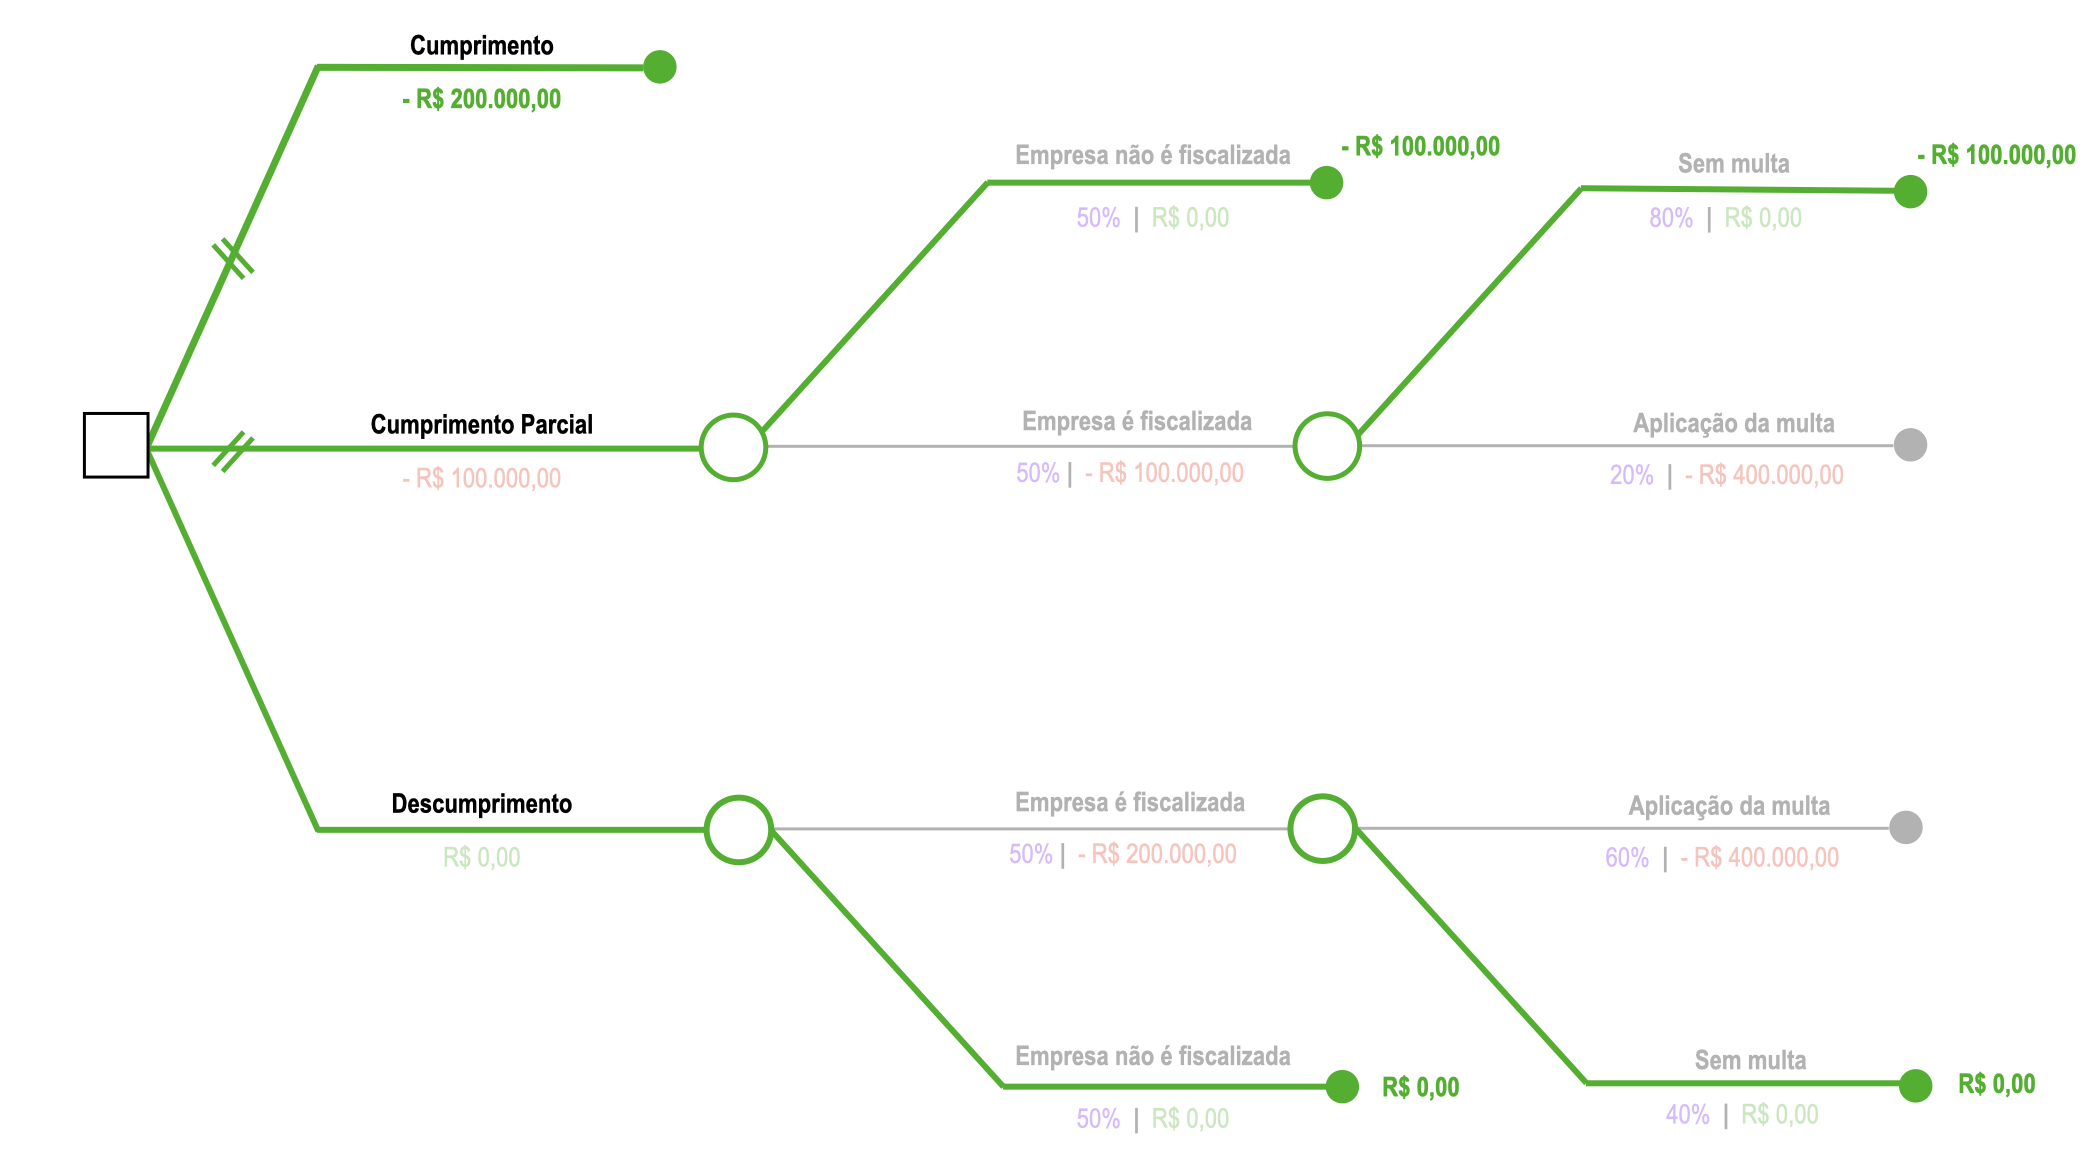 Cumprimento
- R$ 200.000,00
Empresa não é fiscalizada
- R$ 100.000,00
50% | R$ 0,00
Sem multa
- R$ 100.000,00
80% | R$ 0,00
Cumprimento Parcial
- R$ 100.000,00
Empresa é fiscalizada
50% | - R$ 100.000,00
Aplicação da multa
20% | - R$ 400.000,00
Descumprimento
R$ 0,00
Empresa é fiscalizada
50% | - R$ 200.000,00
Aplicação da multa
60% | - R$ 400.000,00
Empresa não é fiscalizada
R$ 0,00
50% | R$ 0,00
Sem multa
R$ 0,00
40% | R$ 0,00